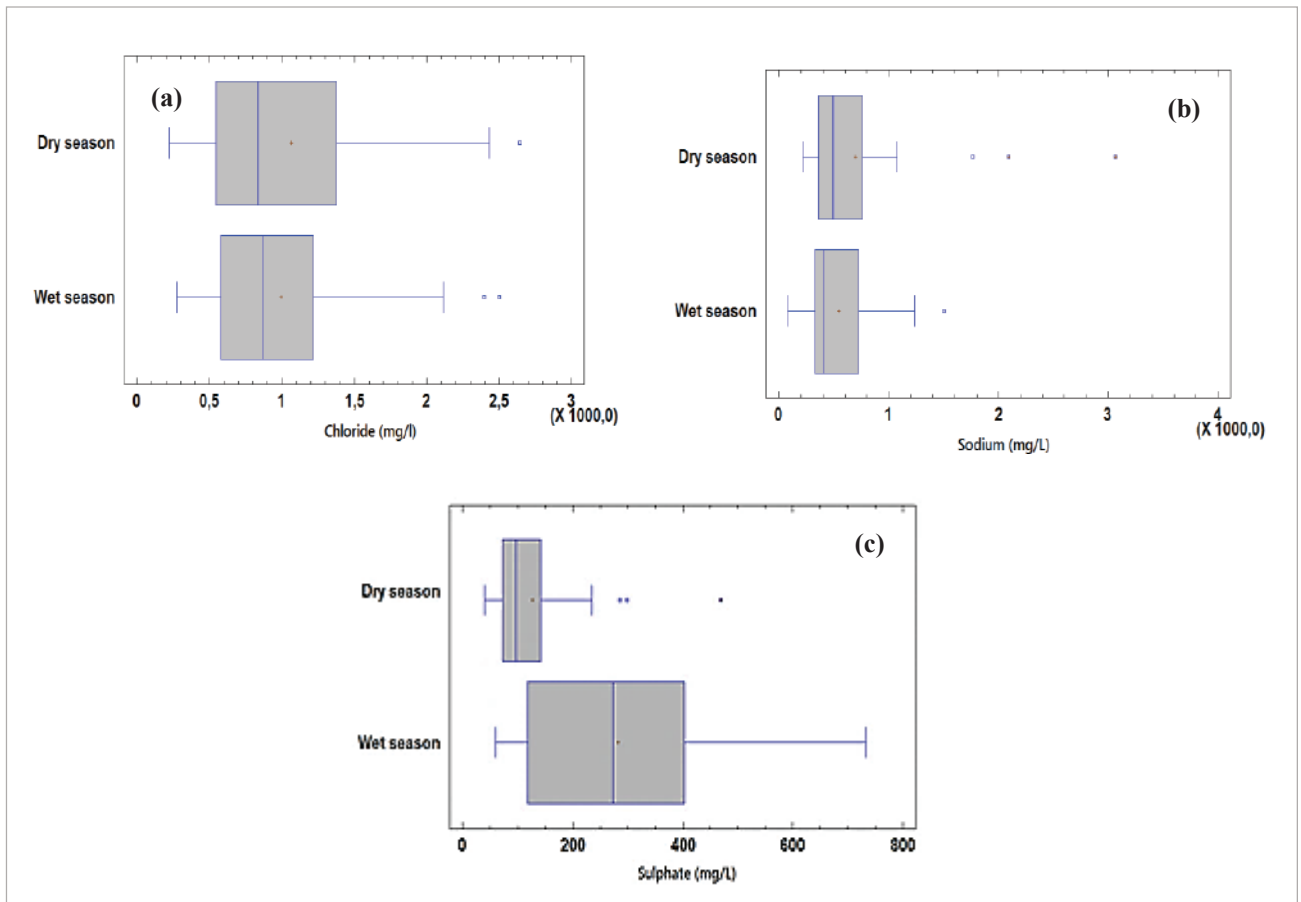 (a)
Dry season
Wet season
0 0,5 1 1,5 2 2,5 3
(X 1000,0)
Chloride (mg/l)
(b)
Dry season
Wet season
0 1 2 3 4
(X 1000,0)
Sodium (mg/L)
(c)
Dry season
Wet season
0 200 400 600 800
Sulphate (mg/L)